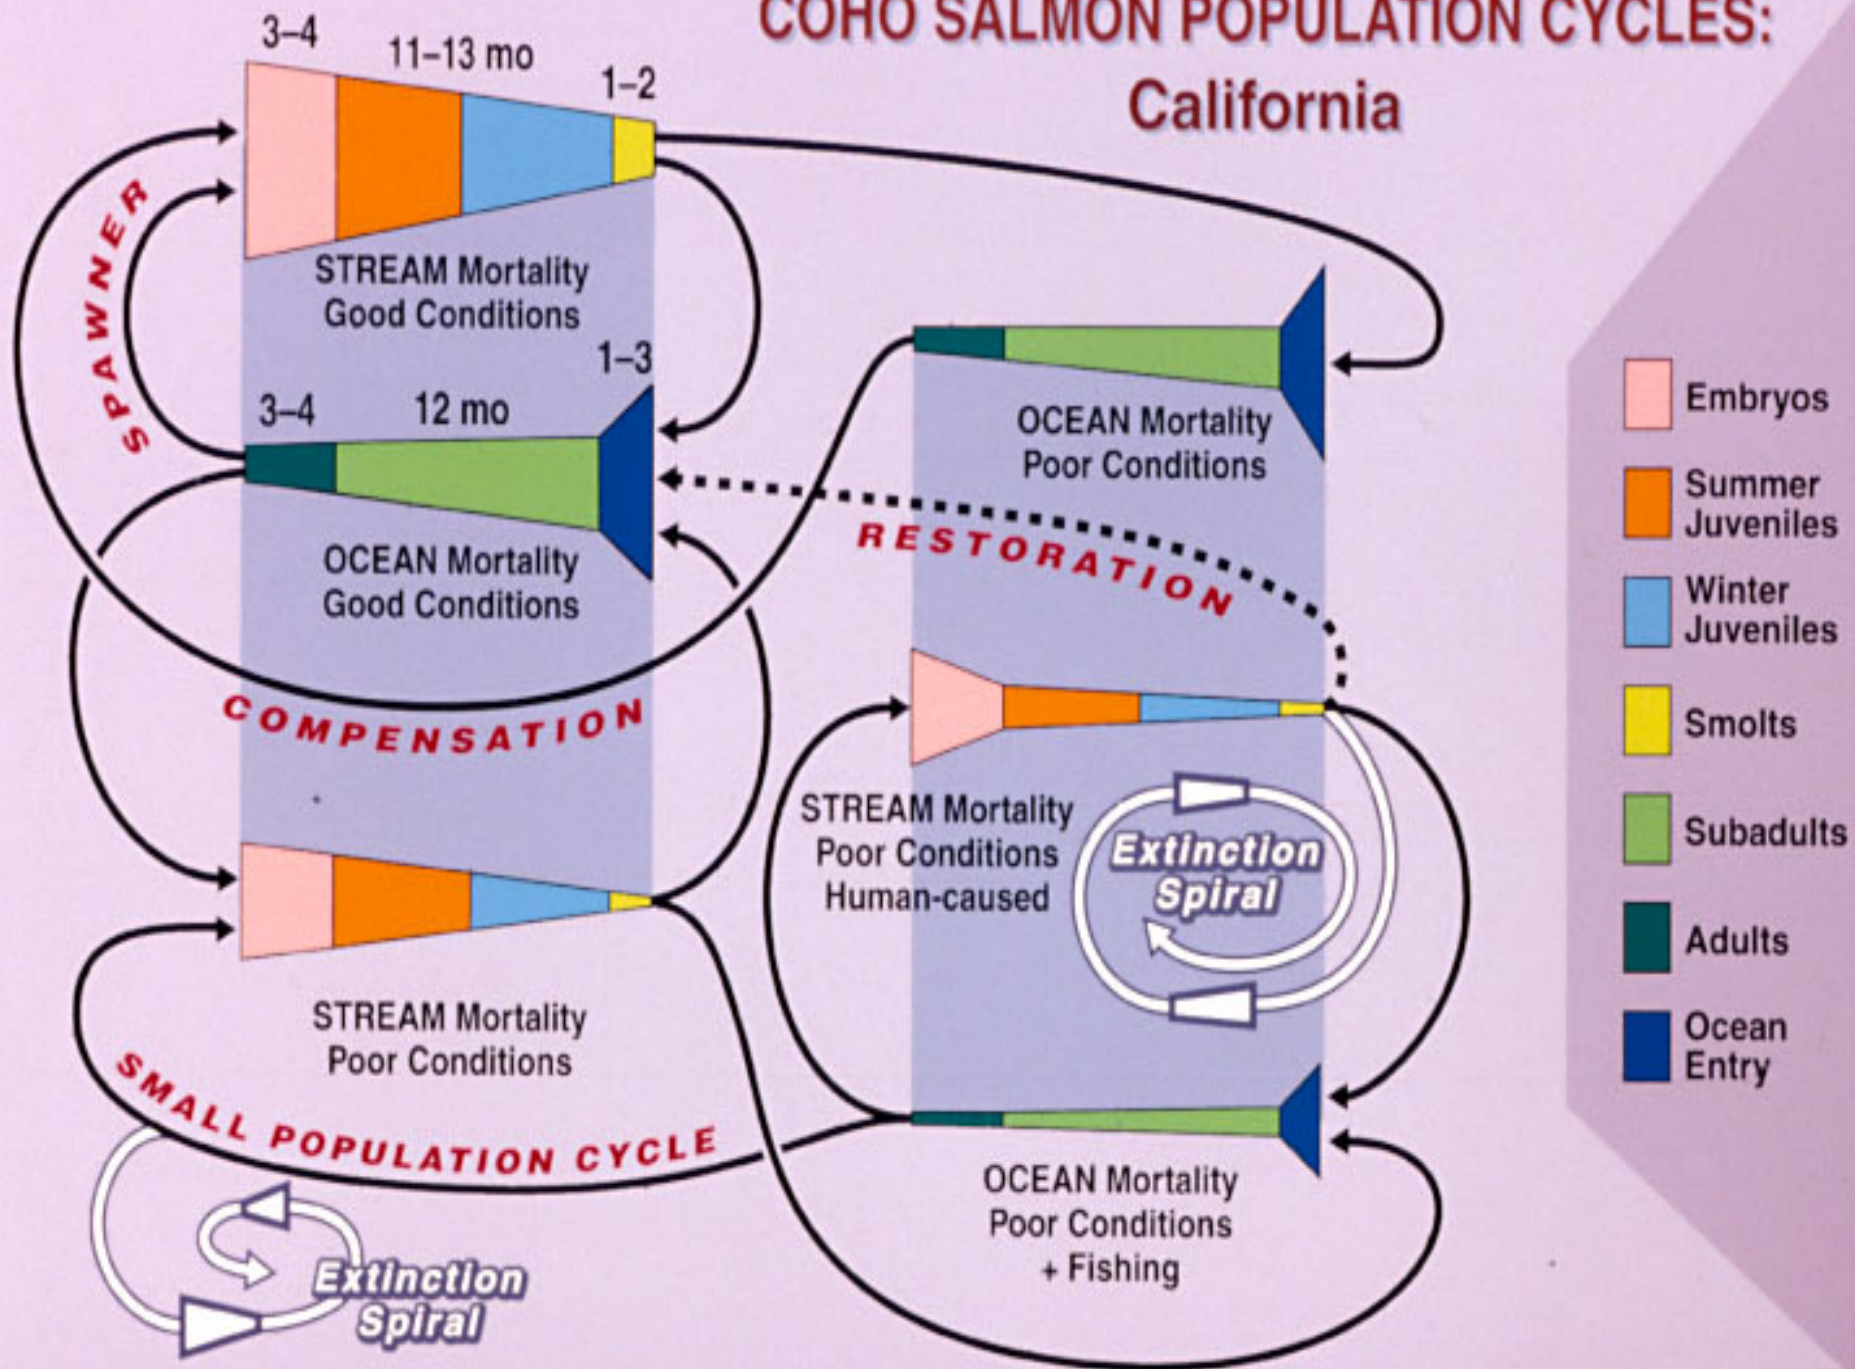 COHO SALMON POPULATION CYCLES:
California
3–4
11–13 mo
1–2
STREAM Mortality
Good Conditions
SPAWNER
1–3
3–4
12 mo
OCEAN Mortality
Good Conditions
OCEAN Mortality
Poor Conditions
RESTORATION
COMPENSATION
STREAM Mortality
Poor Conditions
Human-caused
Extinction
Spiral
STREAM Mortality
Poor Conditions
SMALL POPULATION CYCLE
OCEAN Mortality
Poor Conditions
+ Fishing
Extinction
Spiral
Embryos
Summer
Juveniles
Winter
Juveniles
Smolts
Subadults
Adults
Ocean
Entry